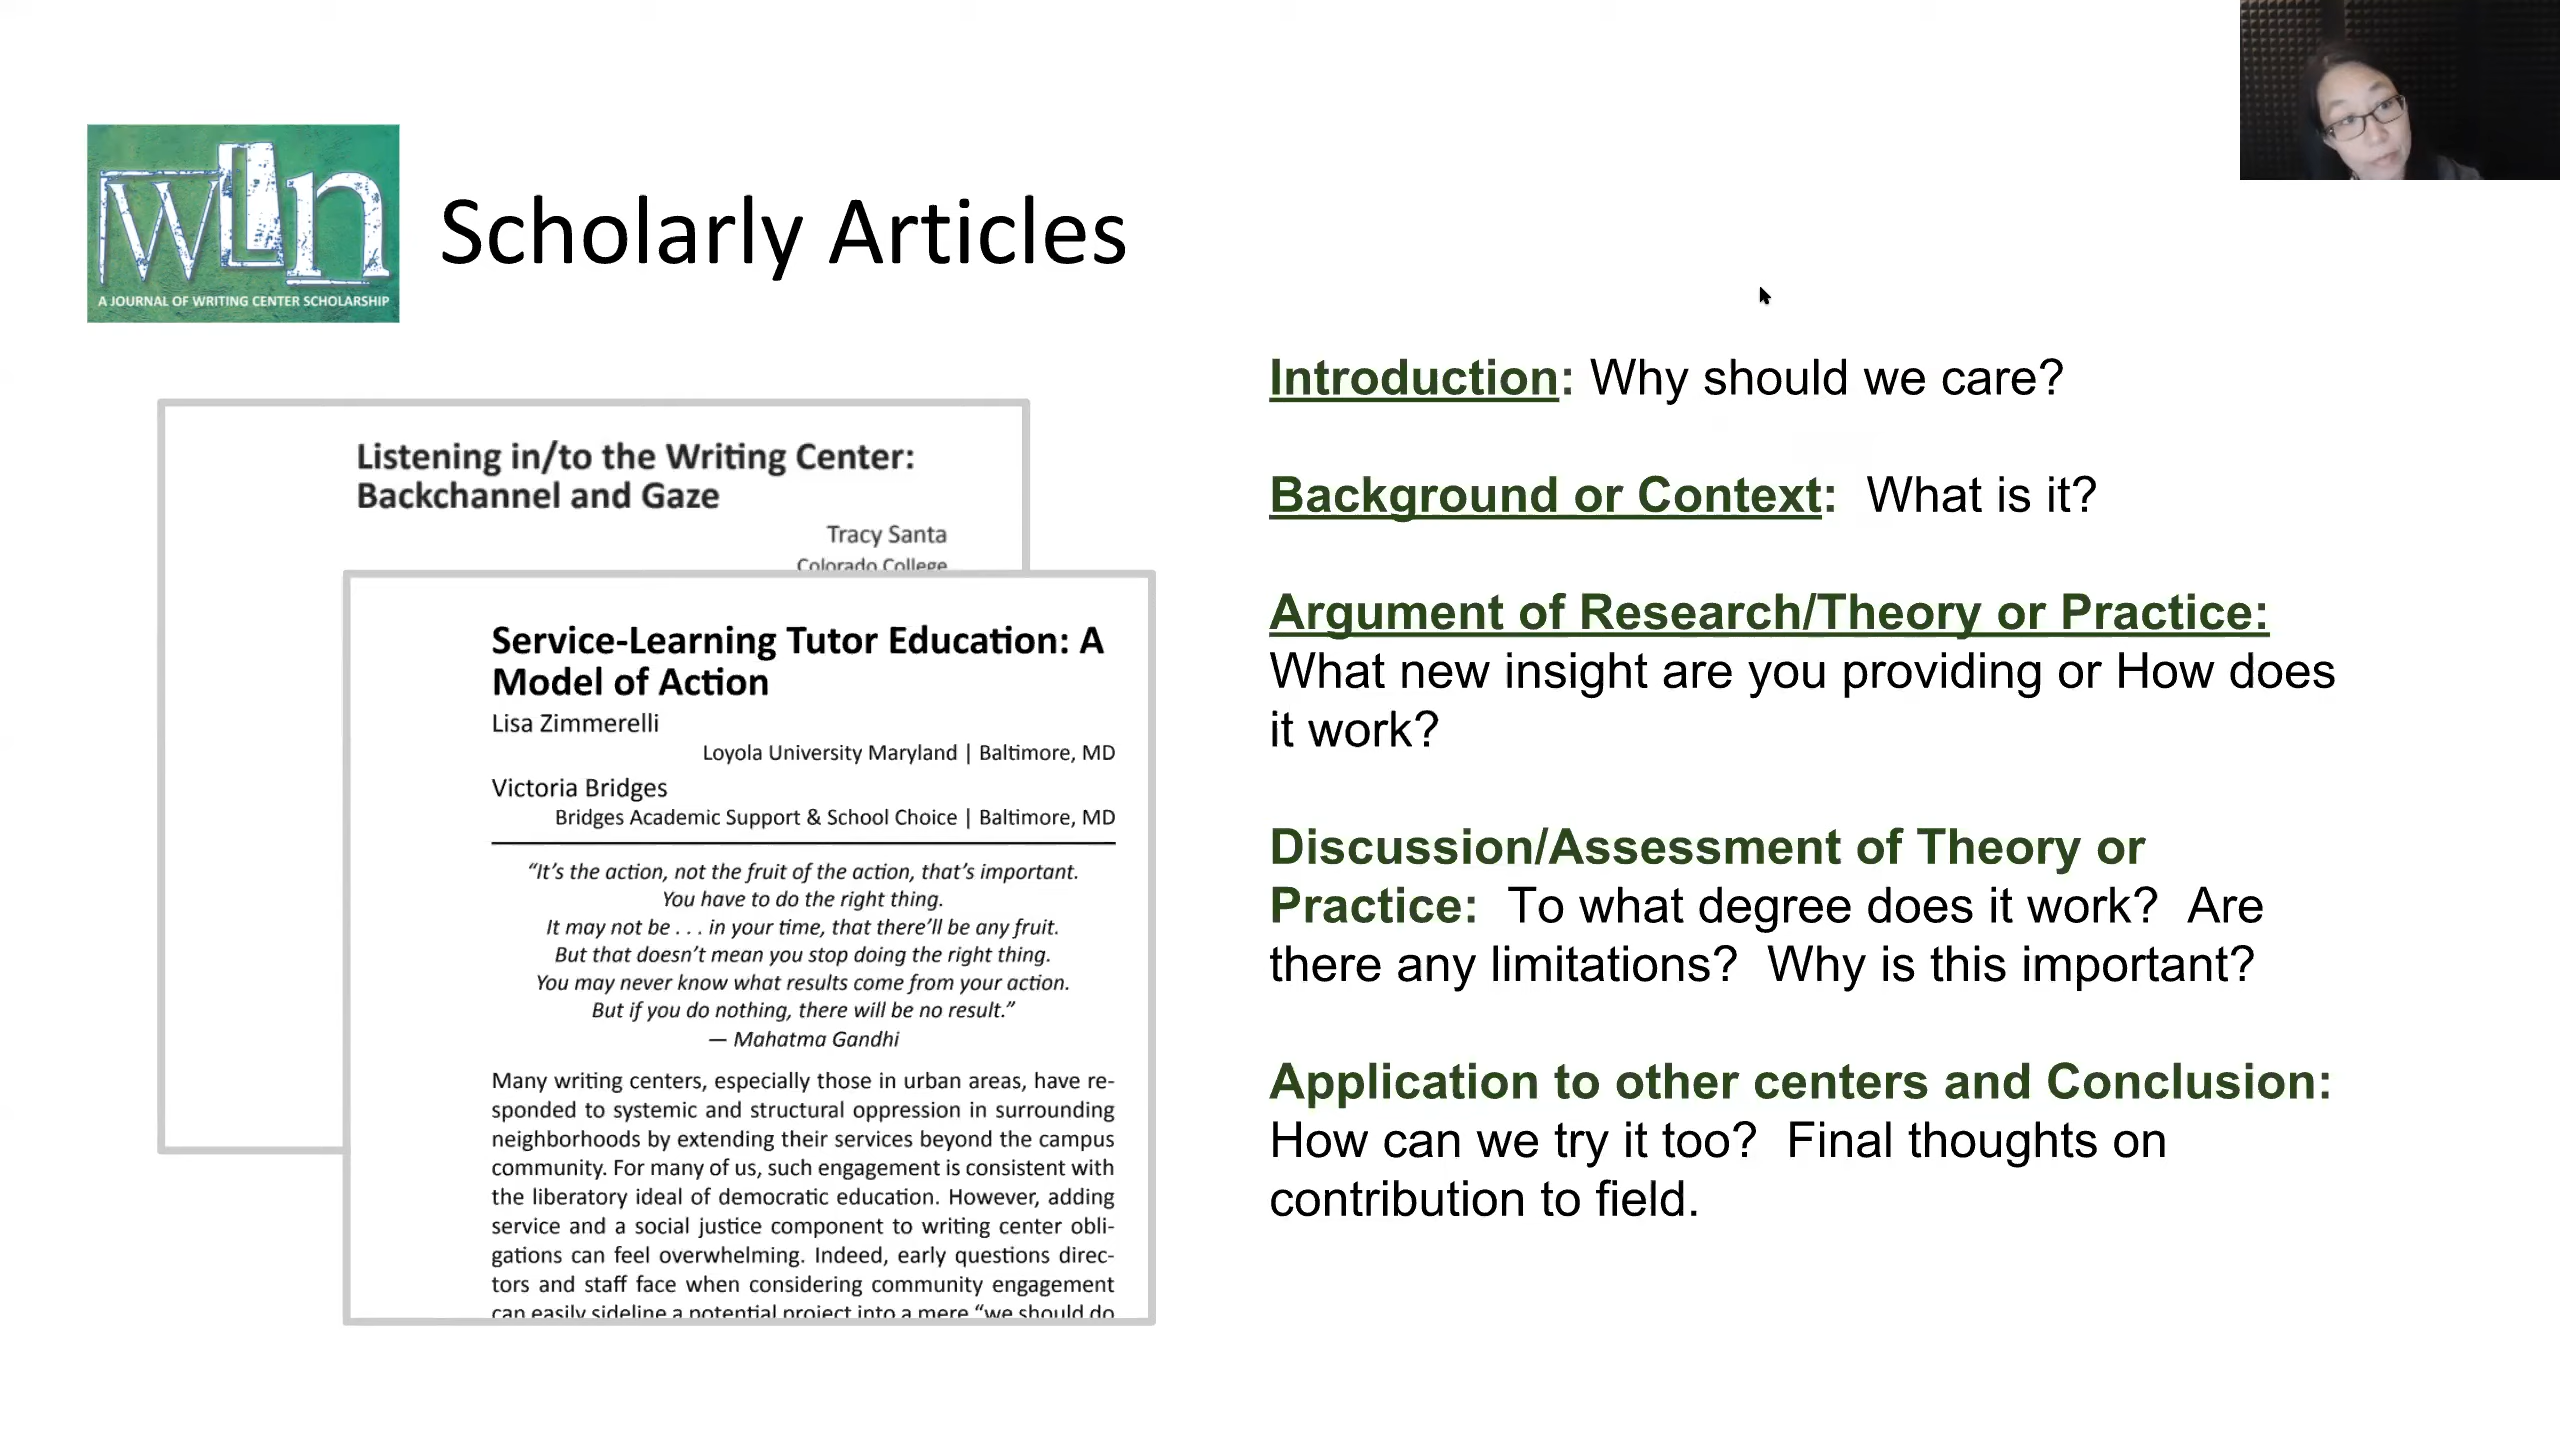 wLn
A JOURNAL OF WRITING CENTER SCHOLARSHIP
Scholarly Articles
Listening in/to the Writing Center:
Backchannel and Gaze
Tracy Santa
Colorado College
Service-Learning Tutor Education: A
Model of Action
Lisa Zimmerelli
Loyola University Maryland | Baltimore, MD
Victoria Bridges
Bridges Academic Support & School Choice | Baltimore, MD
“It’s the action, not the fruit of the action, that’s important.
You have to do the right thing.
It may not be . . . in your time, that there’ll be any fruit.
But that doesn’t mean you stop doing the right thing.
You may never know what results come from your action.
But if you do nothing, there will be no result.”
— Mahatma Gandhi
Many writing centers, especially those in urban areas, have re-
sponded to systemic and structural oppression in surrounding
neighborhoods by extending their services beyond the campus
community. For many of us, such engagement is consistent with
the liberatory ideal of democratic education. However, adding
service and a social justice component to writing center obli-
gations can feel overwhelming. Indeed, early questions direc-
tors and staff face when considering community engagement
can easily sideline a potential project into a mere “we should do
Introduction: Why should we care?
Background or Context: What is it?
Argument of Research/Theory or Practice:
What new insight are you providing or How does
it work?
Discussion/Assessment of Theory or
Practice: To what degree does it work? Are
there any limitations? Why is this important?
Application to other centers and Conclusion:
How can we try it too? Final thoughts on
contribution to field.